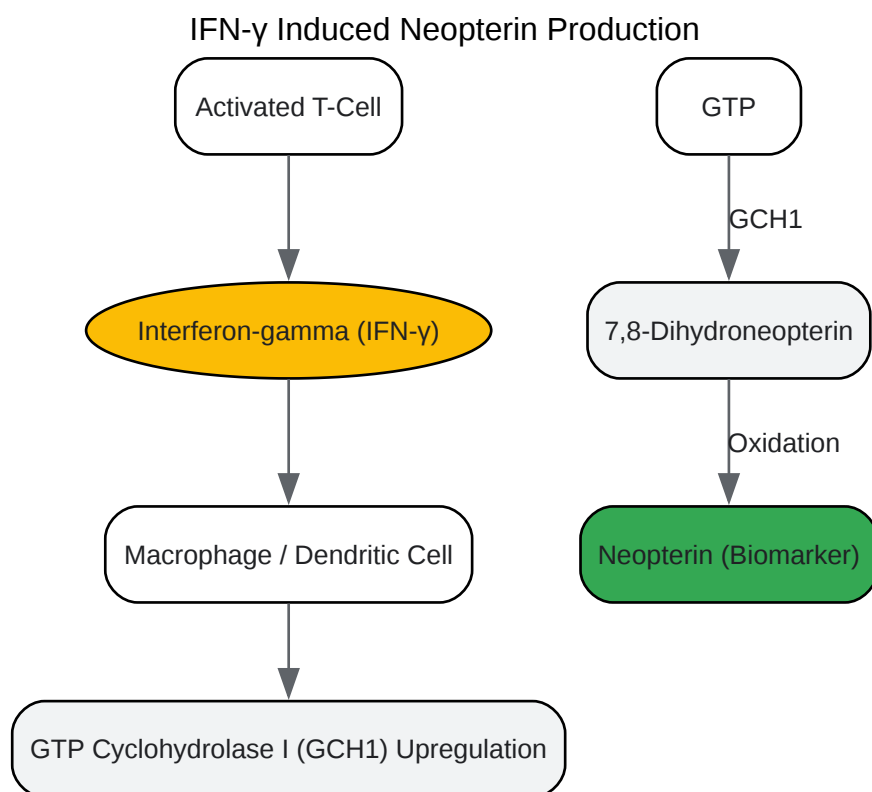 IFN-γ Induced Neopterin Production
Activated T-Cell
GTP
GCH1
Interferon-gamma (IFN-γ)
7,8-Dihydroneopterin
Oxidation
Macrophage / Dendritic Cell
Neopterin (Biomarker)
GTP Cyclohydrolase I (GCH1) Upregulation